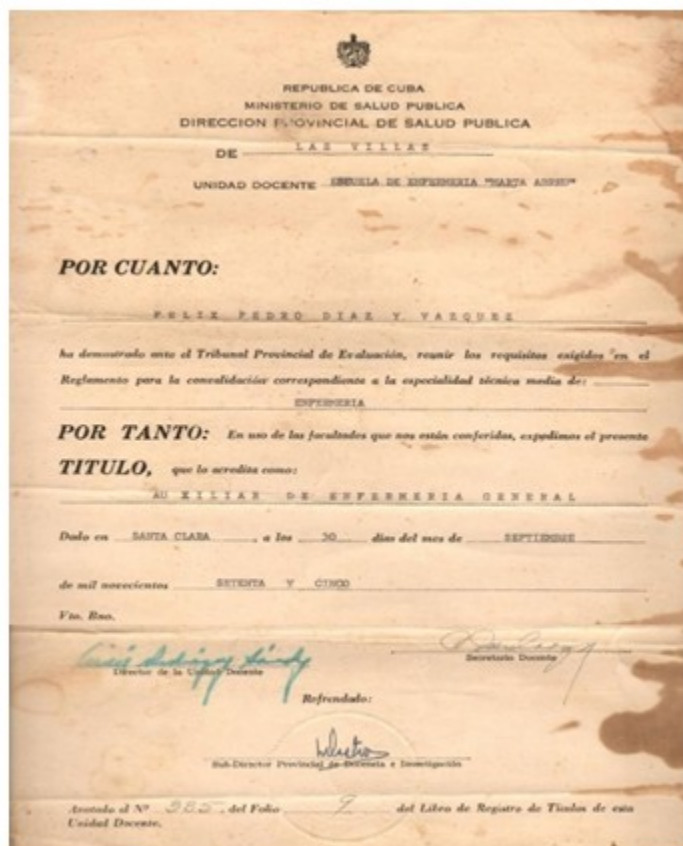 REPUBLICA DE CUBA
MINISTERIO DE SALUD PUBLICA
DIRECCION PROVINCIAL DE SALUD PUBLICA
DE LAS VILLAS
UNIDAD DOCENTE ESCUELA DE ENFERMERIA "MARTA ABREU"
POR CUANTO:
FELIX PEDRO DIAZ Y VAZQUEZ
ha demostrado ante el Tribunal Provincial de Evaluación, reunir los requisitos exigidos en el
Reglamento para la convalidación correspondiente a la especialidad técnica media de:
ENFERMERIA
POR TANTO: En uso de las facultades que nos están conferidas, expedimos el presente
TITULO, que lo acredita como:
AUXILIAR DE ENFERMERIA GENERAL
Dado en SANTA CLARA, a los 30 días del mes de SEPTIEMBRE
de mil novecientos SETENTA Y CINCO
Vto. Bno.
Director de la Unidad Docente
Secretario Docente
Refrendado:
Sub-Director Provincial de Docencia e Investigación
Anotado al Nº 985, del Folio 9 del Libro de Registro de Títulos de esta
Unidad Docente.